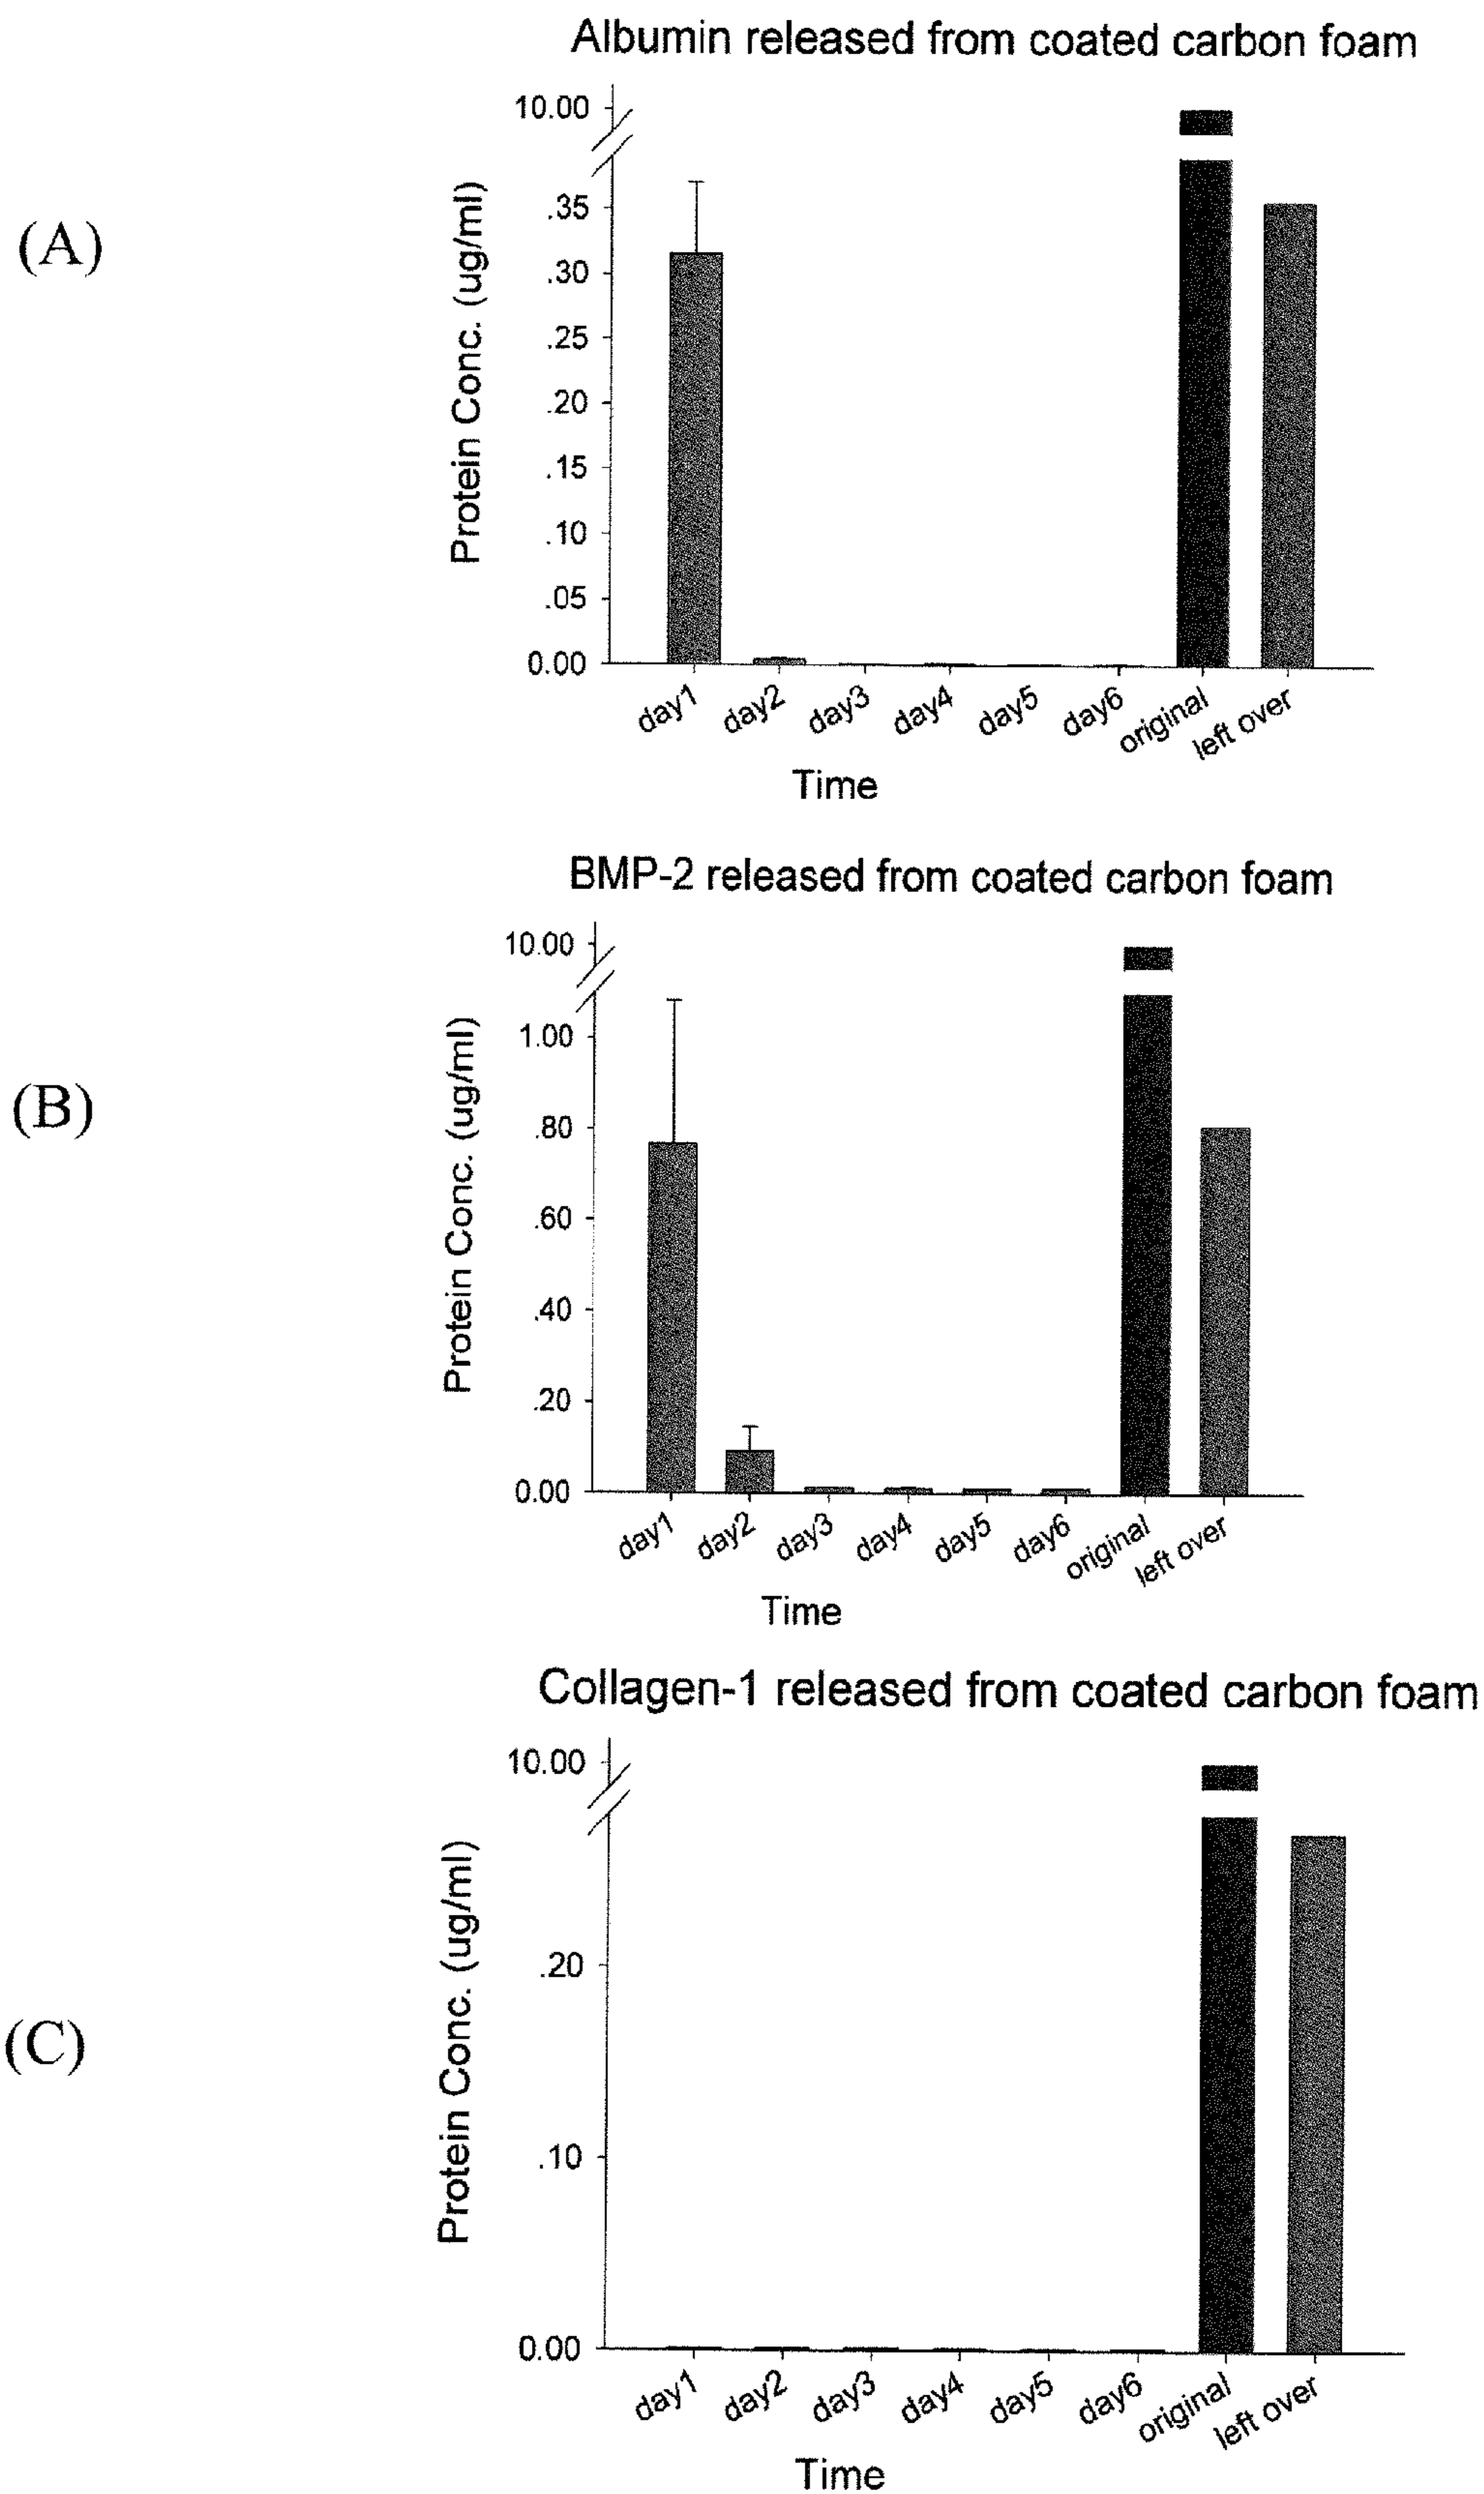 Albumin released from coated carbon foam
(A)
Protein Conc. (ug/ml)
10.00
.35
.30
.25
.20
.15
.10
.05
0.00
day1 day2 day3 day4 day5 day6 original left over
Time
BMP-2 released from coated carbon foam
(B)
Protein Conc. (ug/ml)
10.00
1.00
.80
.60
.40
.20
0.00
day1 day2 day3 day4 day5 day6 original left over
Time
Collagen-1 released from coated carbon foam
(C)
Protein Conc. (ug/ml)
10.00
.20
.10
0.00
day1 day2 day3 day4 day5 day6 original left over
Time